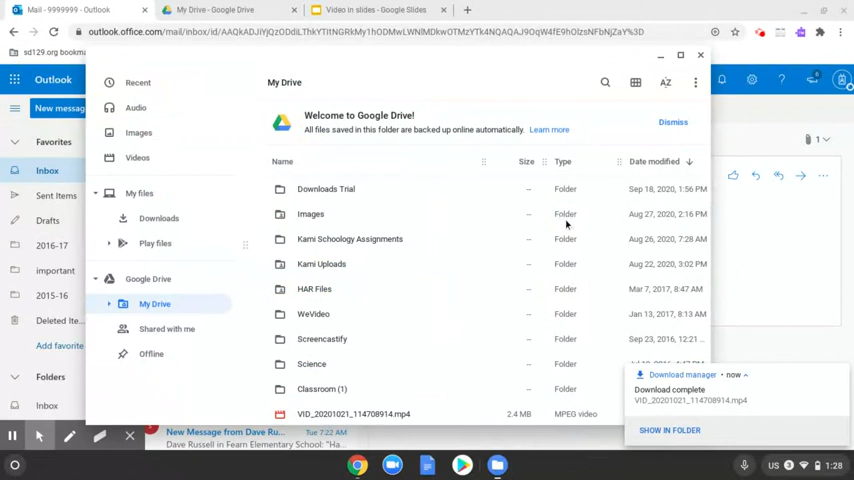 Mail - 9999999 - Outlook
My Drive - Google Drive
Video in slides - Google Slides
sd129.org bookma
Outlook
New messag
Favorites
Inbox
Sent Items
Drafts
2016-17
important
2015-16
Deleted Ite...
Add favorite
Folders
Inbox
Recent
Audio
Images
Videos
My files
Downloads
Play files
Google Drive
My Drive
Shared with me
Offline
My Drive
AZ
Welcome to Google Drive!
All files saved in this folder are backed up online automatically. Learn more
Dismiss
Name Size Type Date modified
Downloads Trial -- Folder Sep 18, 2020, 1:56 PM
Images -- Folder Aug 27, 2020, 2:16 PM
Kami Schoology Assignments -- Folder Aug 26, 2020, 7:28 AM
Kami Uploads -- Folder Aug 22, 2020, 3:02 PM
HAR Files -- Folder Mar 7, 2017, 8:47 AM
WeVideo -- Folder Jan 13, 2017, 8:13 AM
Screencastify -- Folder Sep 23, 2016, 12:21 ...
Science -- Folder
Classroom (1) -- Folder
VID_20201021_114708914.mp4 2.4 MB MPEG video
1
Download manager • now
Download complete
VID_20201021_114708914.mp4
SHOW IN FOLDER
New Message from Dave Ru... Tue 7:22 AM
Dave Russell in Fearn Elementary School: "Ha...
US 3 1:28